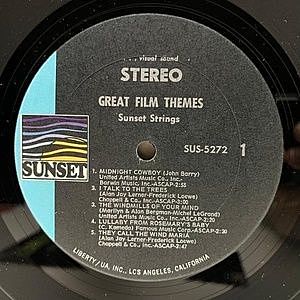 visual sound
STEREO
GREAT FILM THEMES
Sunset Strings
SUS-5272 1
SUNSET
1. MIDNIGHT COWBOY (John Barry)
United Artists Music Co., Inc.-
Barwin Music, Inc.-ASCAP-2:55
2. I TALK TO THE TREES
(Alan Jay Lerner-Frederick Loewe)
Chappell & Co., Inc.-ASCAP-3:20
3. THE WINDMILLS OF YOUR MIND
(Marilyn & Alan Bergman-Michel LeGrand)
United Artists Music Co., Inc.-ASCAP-3:00
4. LULLABY FROM ROSEMARY'S BABY
(C. Komeda) Famous Music Corp.-ASCAP-2:30
5. THEY CALL THE WIND MARIA
(Alan Jay Lerner-Frederick Loewe)
Chappell & Co., Inc.-ASCAP-2:47
LIBERTY/UA, INC., LOS ANGELES, CALIFORNIA